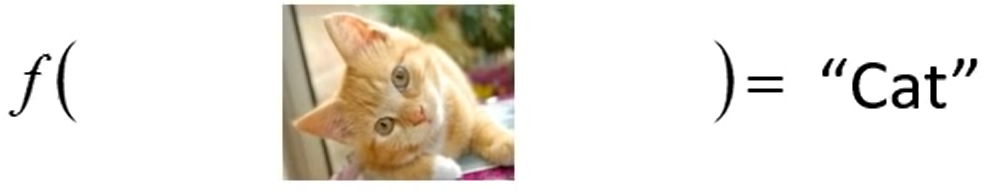 f( ) = “Cat”